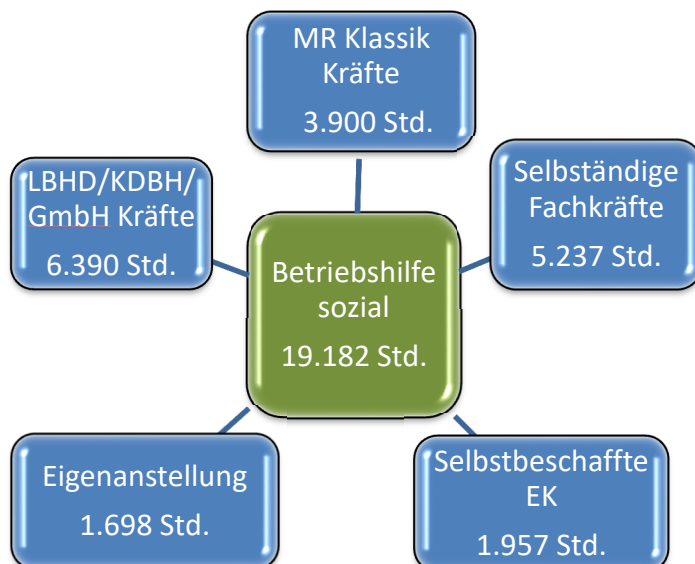 MR Klassik
Kräfte
3.900 Std.
LBHD/KDBH/
GmbH Kräfte
6.390 Std.
Selbständige
Fachkräfte
5.237 Std.
Betriebshilfe
sozial
19.182 Std.
Eigenanstellung
1.698 Std.
Selbstbeschaffte
EK
1.957 Std.